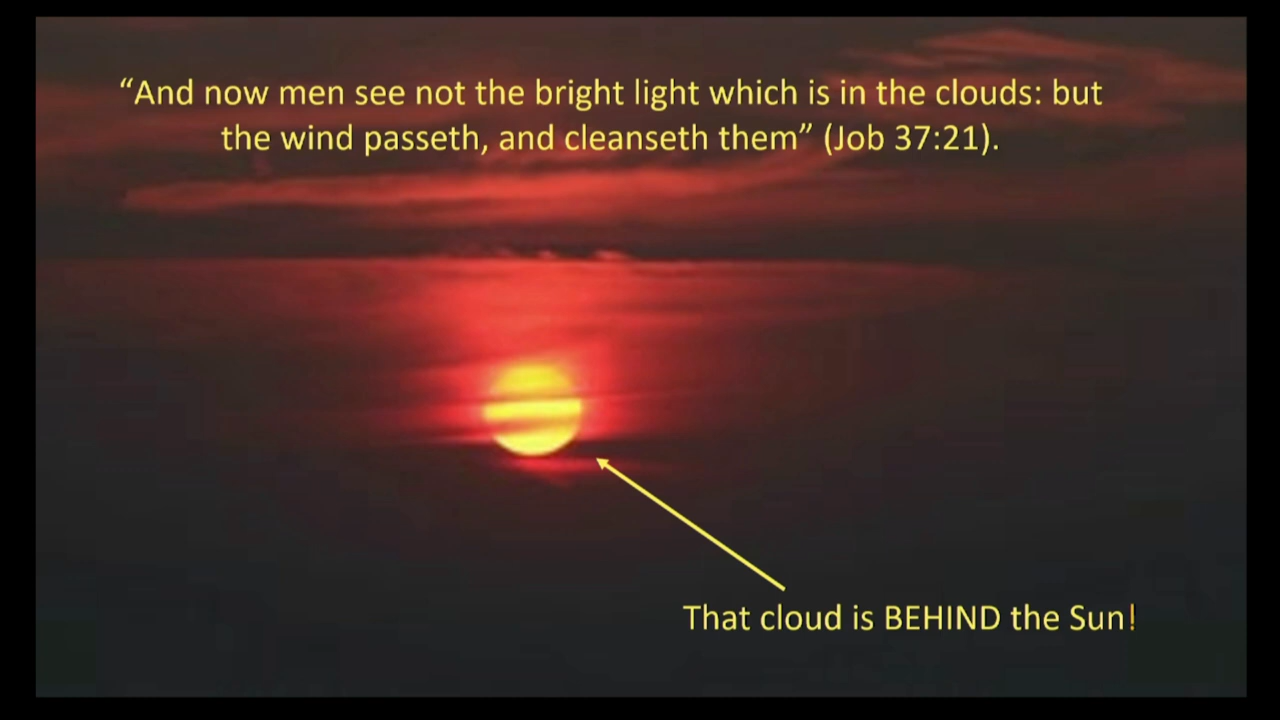 “And now men see not the bright light which is in the clouds: but
the wind passeth, and cleanseth them” (Job 37:21).
That cloud is BEHIND the Sun!